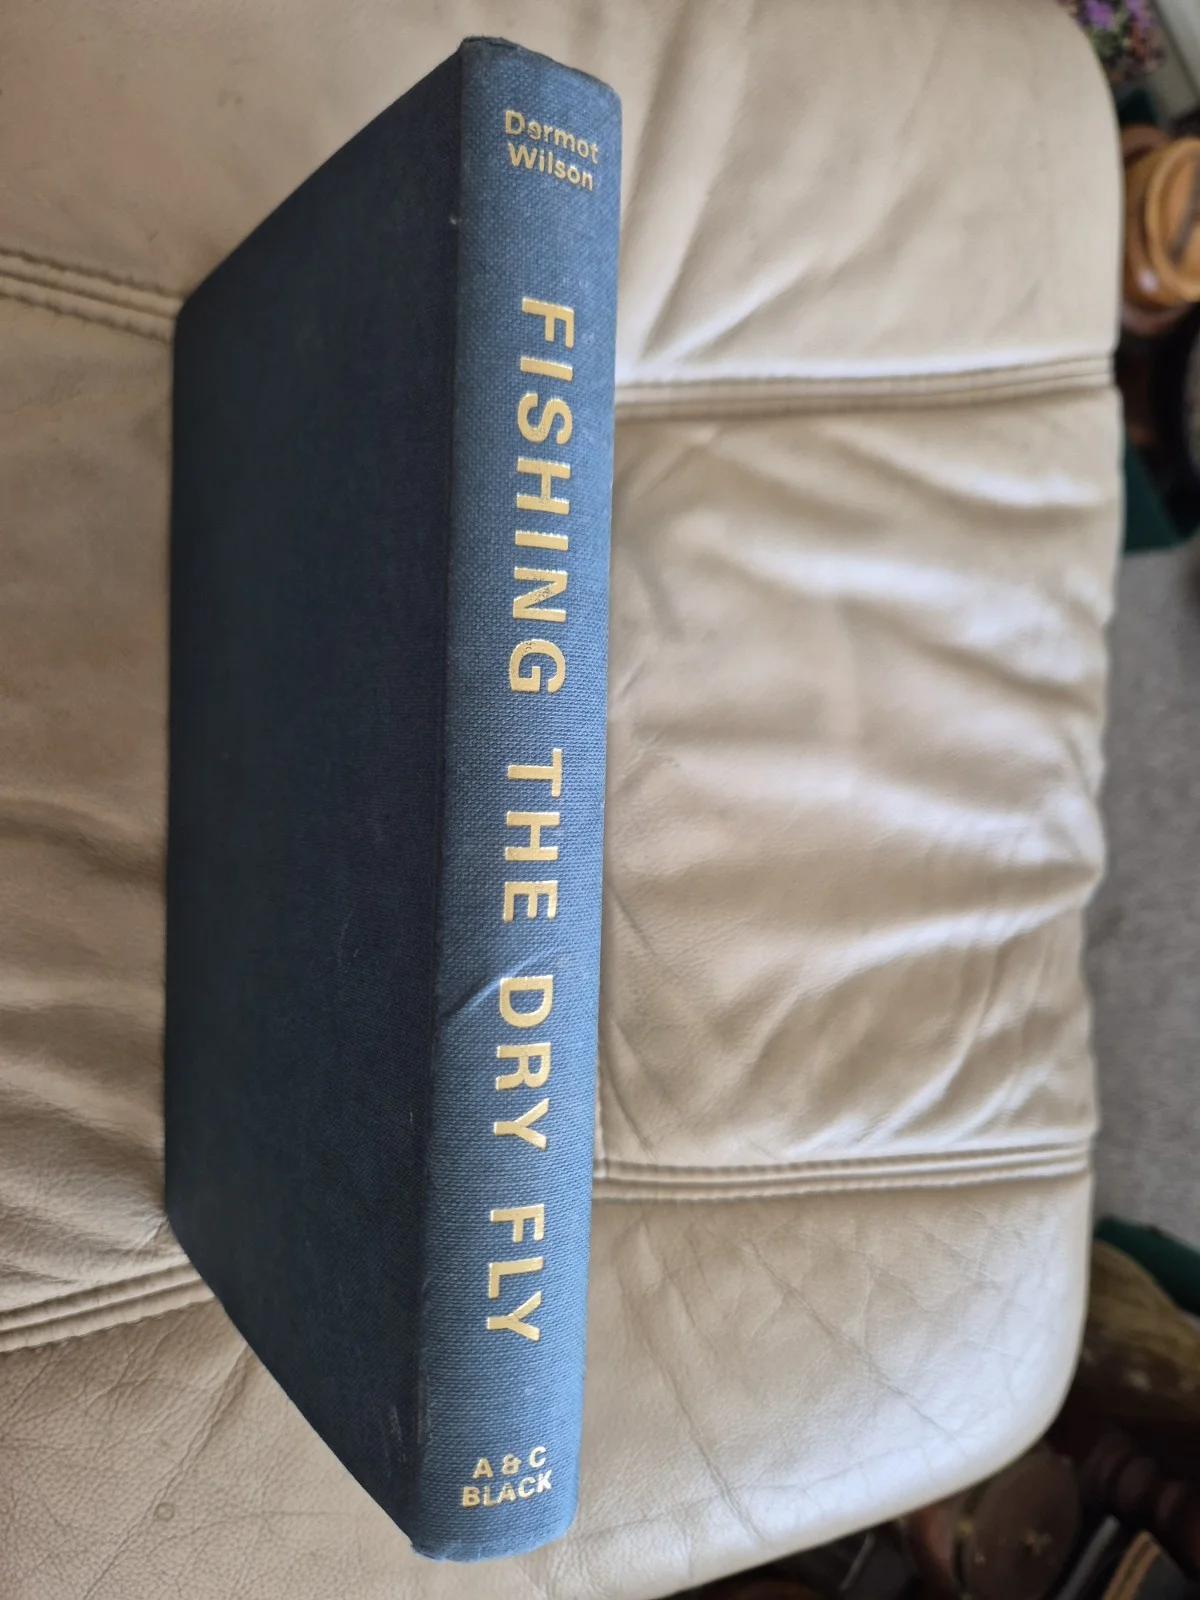 Dermot
Wilson
FISHING THE DRY FLY
A & C
BLACK